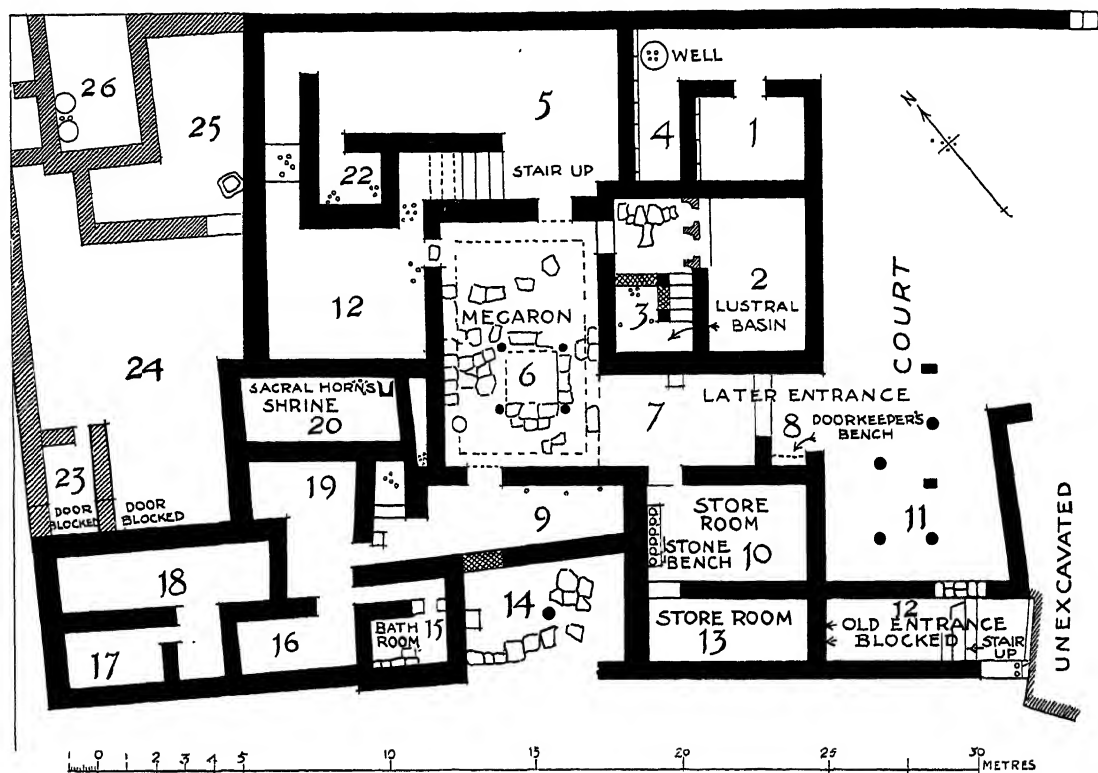 26
25
5
WELL
4
1
N
22
STAIR UP
2
LUSTRAL
BASIN
3
COURT
12
MEGARON
6
24
SACRAL HORNS
SHRINE
20
7
LATER ENTRANCE
8
DOORKEEPER'S
BENCH
23
DOOR
BLOCKED
DOOR
BLOCKED
19
9
STORE
ROOM
STONE
BENCH
10
11
UNEXCAVATED
18
14
12
OLD ENTRANCE
BLOCKED
STAIR
UP
17
16
BATH
ROOM
15
STORE ROOM
13
1 0 1 2 3 4 5 10 15 20 25 30 METRES